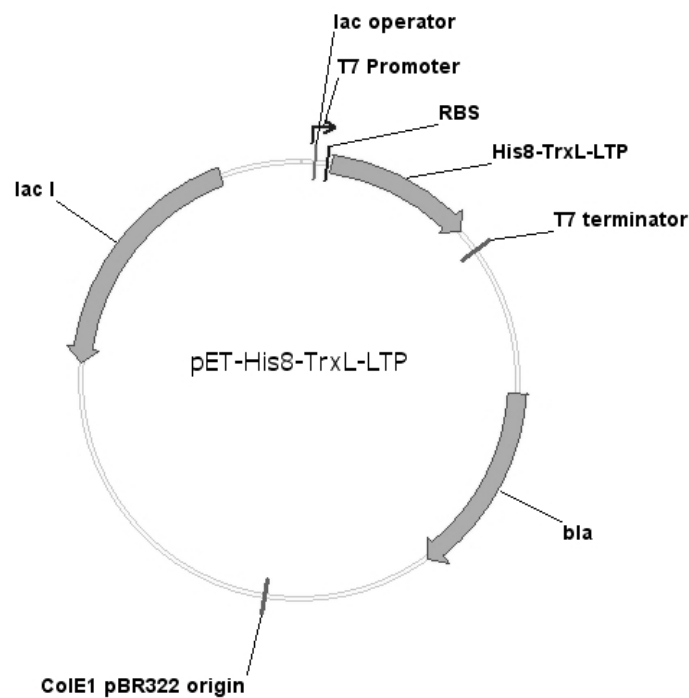 lac operator
T7 Promoter
RBS
His8-TrxL-LTP
lac I
T7 terminator
pET-His8-TrxL-LTP
bla
ColE1 pBR322 origin